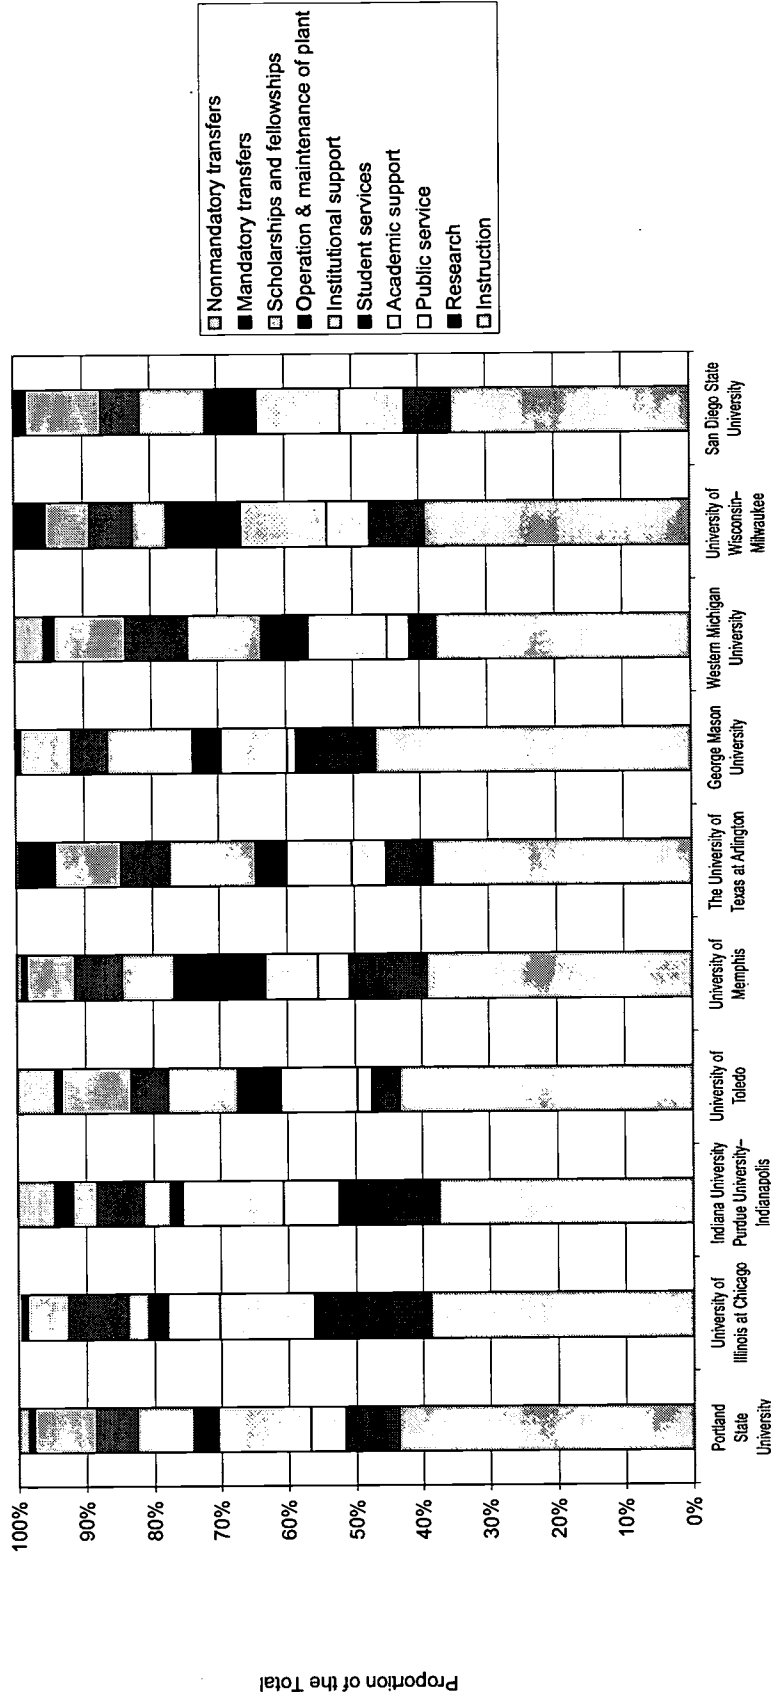 Nonmandatory transfers
Mandatory transfers
Scholarships and fellowships
Operation & maintenance of plant
Institutional support
Student services
Academic support
Public service
Research
Instruction
Proportion of the Total
100%
90%
80%
70%
60%
50%
40%
30%
20%
10%
0%
Portland
State
University
University of
Illinois at Chicago
Indiana University
Purdue University–
Indianapolis
University of
Toledo
University of
Memphis
The University of
Texas at Arlington
George Mason
University
Western Michigan
University
University of
Wisconsin–
Milwaukee
San Diego State
University